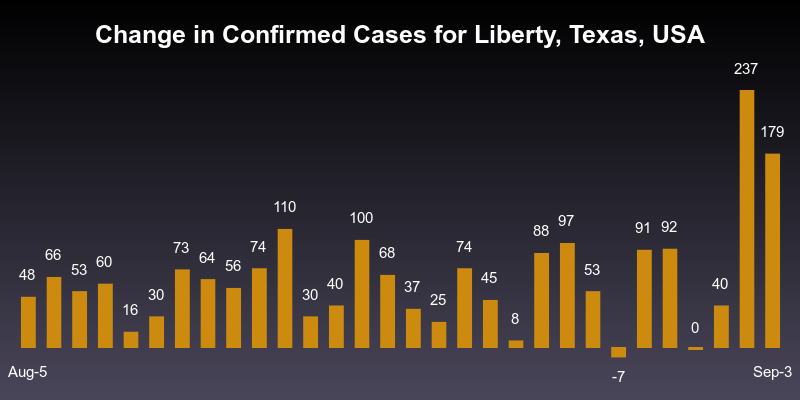 Change in Confirmed Cases for Liberty, Texas, USA
48 66 53 60 16 30 73 64 56 74 110 30 40 100 68 37 25 74 45 8 88 97 53 -7 91 92 0 40 237 179
Aug-5 Sep-3